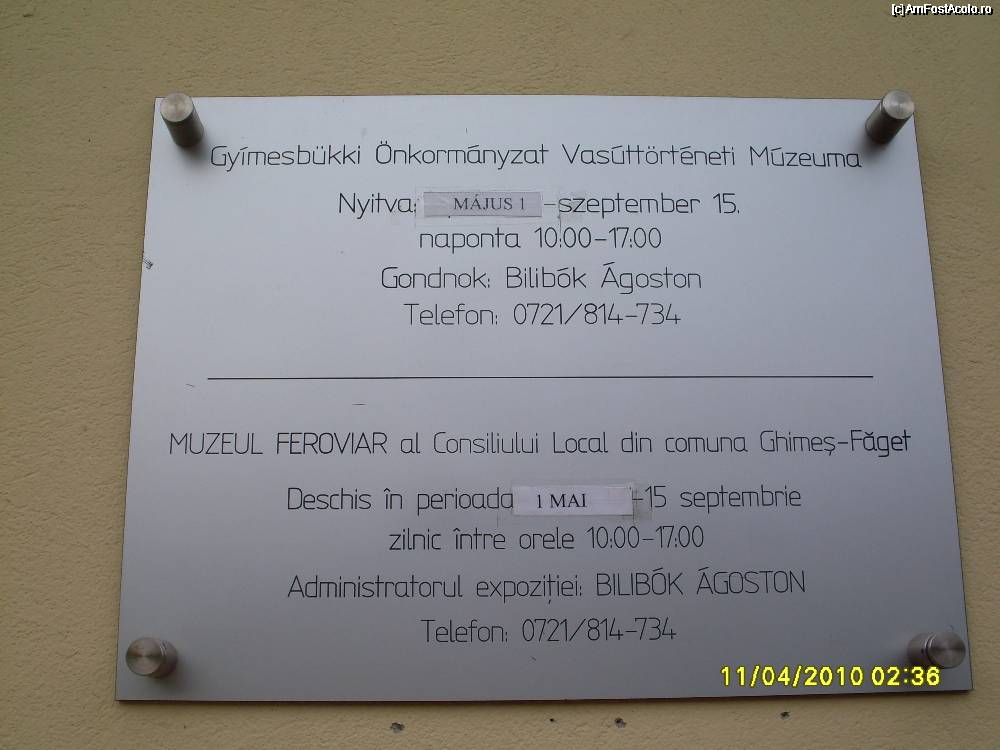 [c]AmFostAcolo.ro
Gyímesbükki Önkormányzat Vasúttörténeti Múzeuma
Nyitva: MÁJUS 1 -szeptember 15.
naponta 10:00-17:00
Gondnok: Bilibók Ágoston
Telefon: 0721/814-734
MUZEUL FEROVIAR al Consiliului Local din comuna Ghimeş-Făget
Deschis în perioada 1 MAI -15 septembrie
zilnic între orele 10:00-17:00
Administratorul expoziţiei: BILIBÓK ÁGOSTON
Telefon: 0721/814-734
11/04/2010 02:36